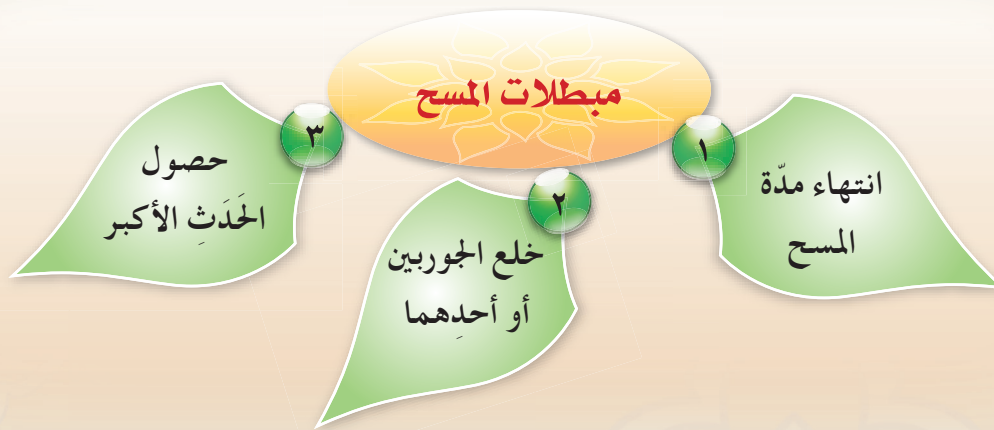 مبطلات المسح
١
انتهاء مدّة
المسح
٢
خلع الجوربين
أو أحدِهما
٣
حصول
الحَدَثِ الأكبر